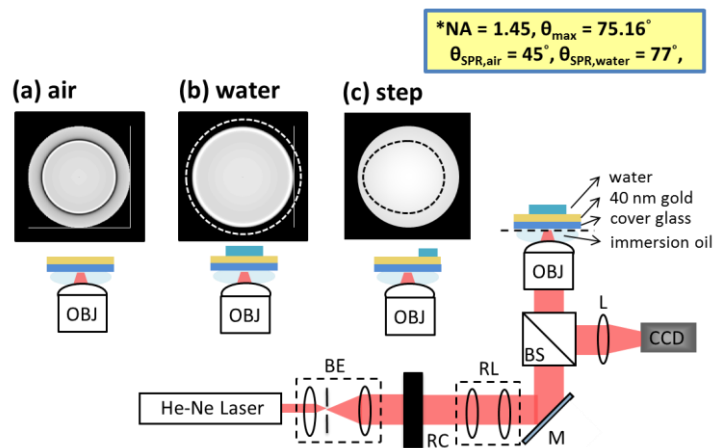 *NA = 1.45, θmax = 75.16°
θSPR,air = 45°, θSPR,water = 77°,
(a) air
(b) water
(c) step
water
40 nm gold
cover glass
immersion oil
OBJ
OBJ
OBJ
OBJ
L
BS
CCD
BE
RL
He-Ne Laser
RC
M